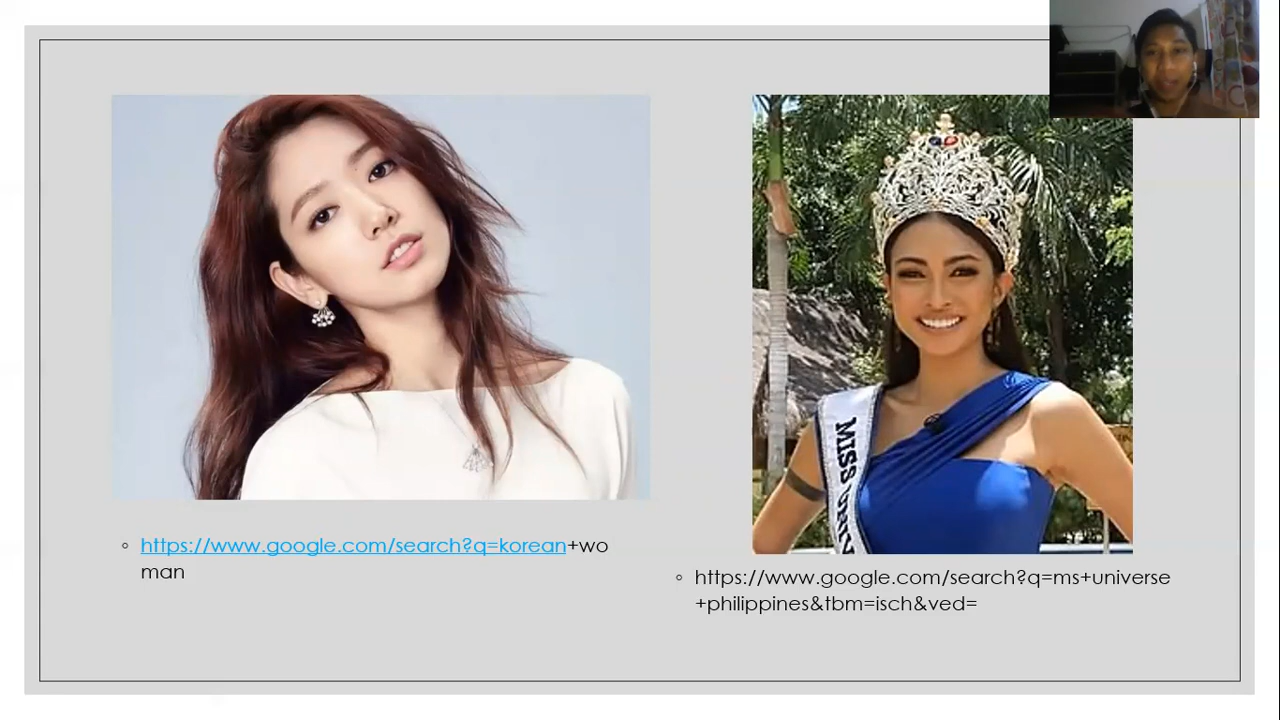 MISS
https://www.google.com/search?q=korean+wo
man
https://www.google.com/search?q=ms+universe
+philippines&tbm=isch&ved=